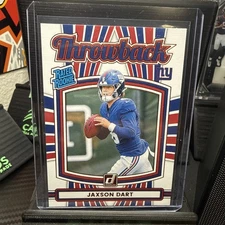 Throwback
RATED
ROOKIE
ny
JAXSON DART